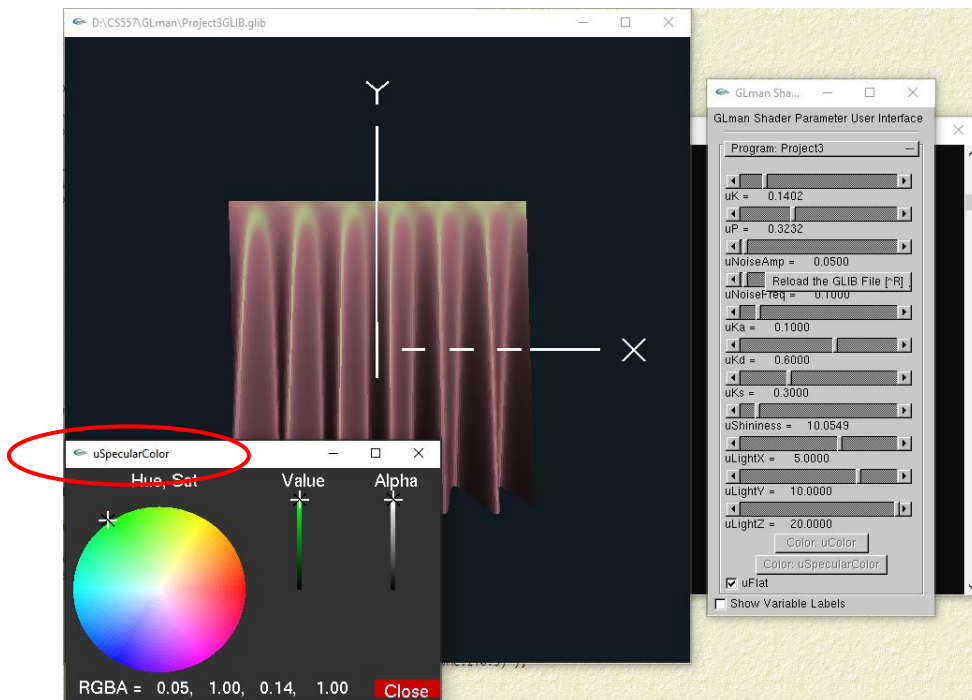 D:\CS557\GLman\Project3GLIB.glib
Y
X
uSpecularColor
Hue, Sat
Value
Alpha
RGBA = 0.05, 1.00, 0.14, 1.00
Close
GLman Sha...
GLman Shader Parameter User Interface
Program: Project3
uK = 0.1402
uP = 0.3232
uNoiseAmp = 0.0500
Reload the GLIB File [^R]
uNoiseFreq = 0.1000
uKa = 0.1000
uKd = 0.6000
uKs = 0.3000
uShininess = 10.0549
uLightX = 5.0000
uLightY = 10.0000
uLightZ = 20.0000
Color: uColor
Color: uSpecularColor
uFlat
Show Variable Labels